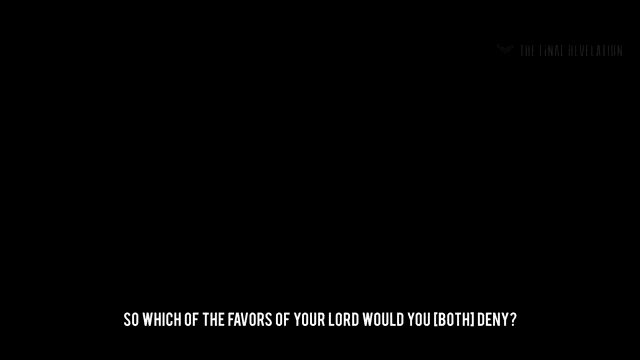 THE FINAL REVELATION
SO WHICH OF THE FAVORS OF YOUR LORD WOULD YOU [BOTH] DENY?